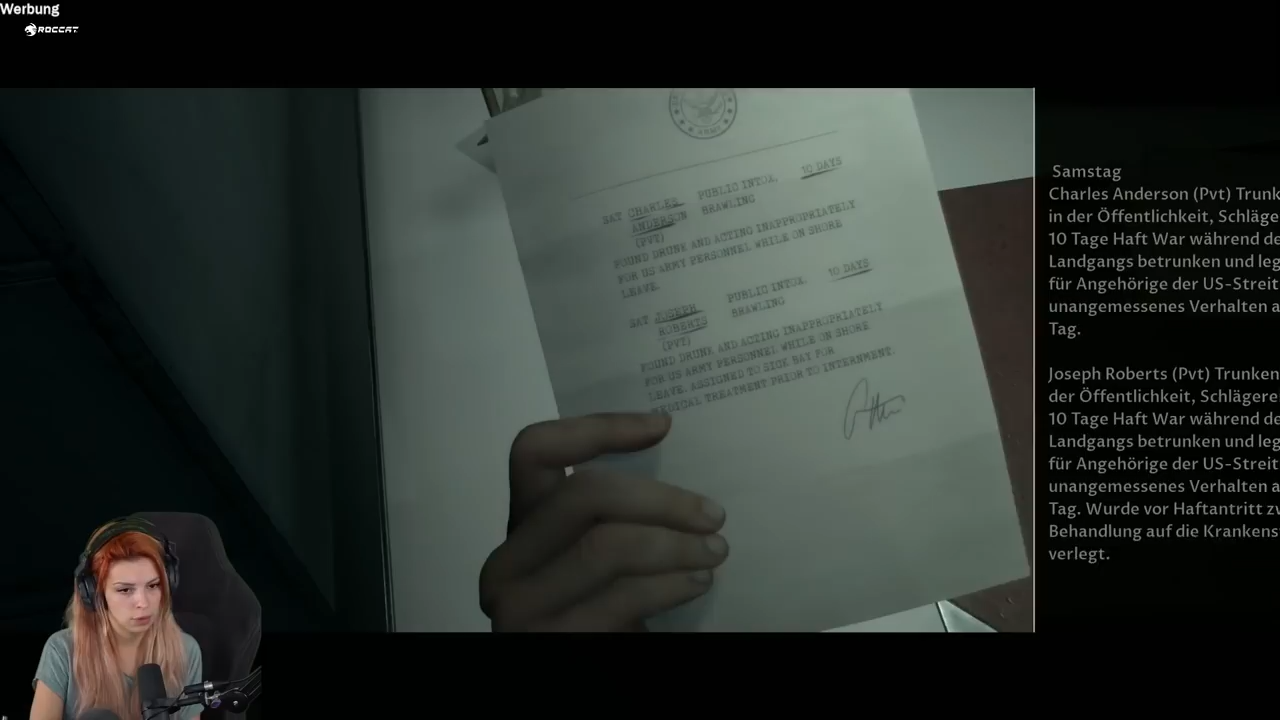 Werbung
ROCCAT
ARMY
SAT CHARLES PUBLIC INTOX, 10 DAYS
ANDERSON BRAWLING
(PVT)
FOUND DRUNK AND ACTING INAPPROPRIATELY
FOR US ARMY PERSONNEL WHILE ON SHORE
LEAVE.
SAT JOSEPH PUBLIC INTOX. 10 DAYS
ROBERTS BRAWLING
(PVT)
FOUND DRUNK AND ACTING INAPPROPRIATELY
FOR US ARMY PERSONNEL WHILE ON SHORE
LEAVE. ASSIGNED TO SICK BAY FOR
MEDICAL TREATMENT PRIOR TO INTERNMENT.
Samstag
Charles Anderson (Pvt) Trunk
in der Öffentlichkeit, Schläge
10 Tage Haft War während de
Landgangs betrunken und leg
für Angehörige der US-Streit
unangemessenes Verhalten a
Tag.
Joseph Roberts (Pvt) Trunken
der Öffentlichkeit, Schlägere
10 Tage Haft War während de
Landgangs betrunken und leg
für Angehörige der US-Streit
unangemessenes Verhalten a
Tag. Wurde vor Haftantritt zw
Behandlung auf die Krankens
verlegt.